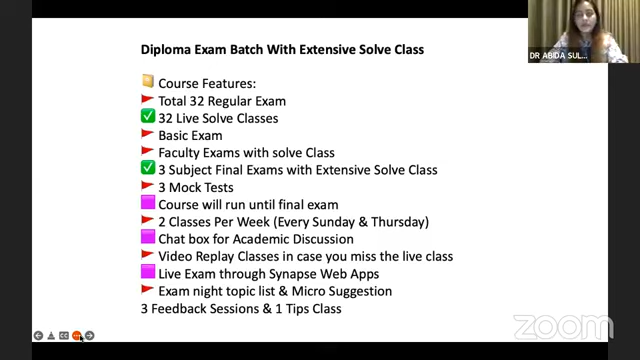 Diploma Exam Batch With Extensive Solve Class
Course Features:
Total 32 Regular Exam
32 Live Solve Classes
Basic Exam
Faculty Exams with solve Class
3 Subject Final Exams with Extensive Solve Class
3 Mock Tests
Course will run until final exam
2 Classes Per Week (Every Sunday & Thursday)
Chat box for Academic Discussion
Video Replay Classes in case you miss the live class
Live Exam through Synapse Web Apps
Exam night topic list & Micro Suggestion
3 Feedback Sessions & 1 Tips Class
DR ABIDA SUL...
zoom